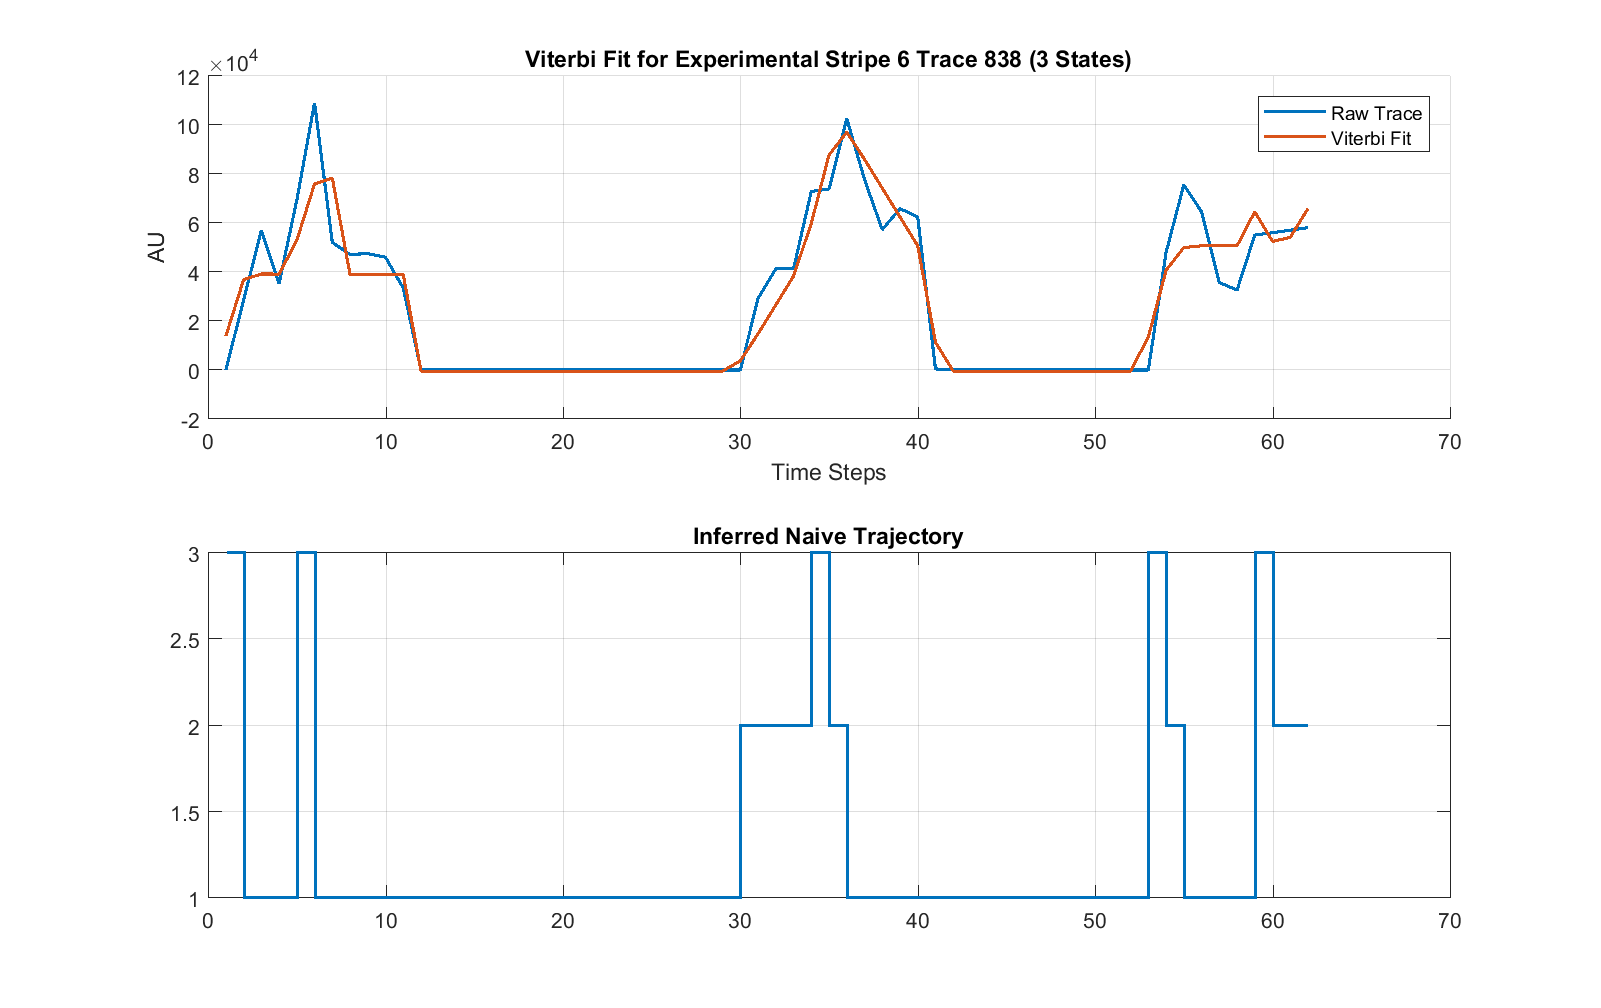 Viterbi Fit for Experimental Stripe 6 Trace 838 (3 States)
×10⁴
12
10
8
6
4
2
0
-2
AU
Raw Trace
Viterbi Fit
0 10 20 30 40 50 60 70
Time Steps
Inferred Naive Trajectory
3
2.5
2
1.5
1
0 10 20 30 40 50 60 70